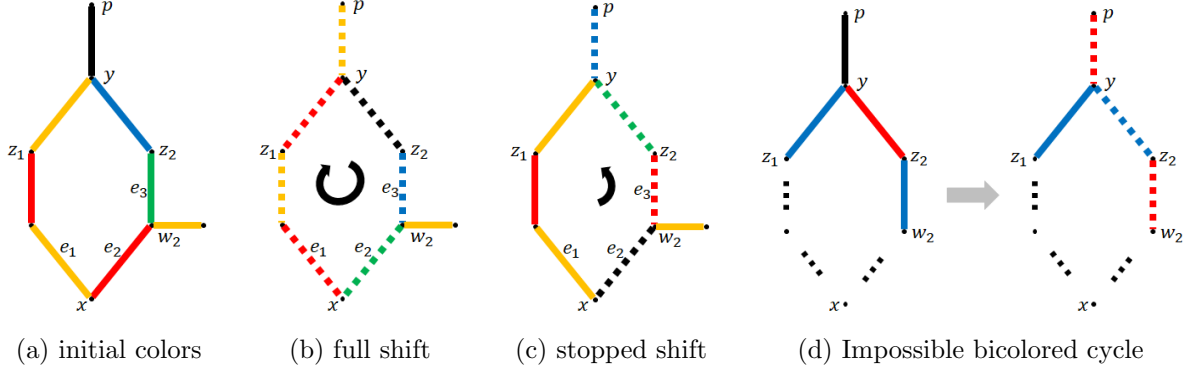 p
y
z₁
z₂
e₃
e₁
e₂
w₂
x
(a) initial colors
p
y
z₁
z₂
e₃
e₁
e₂
w₂
x
(b) full shift
p
y
z₁
z₂
e₃
e₁
e₂
w₂
x
(c) stopped shift
p
y
z₁
z₂
w₂
x
p
y
z₁
z₂
w₂
x
(d) Impossible bicolored cycle